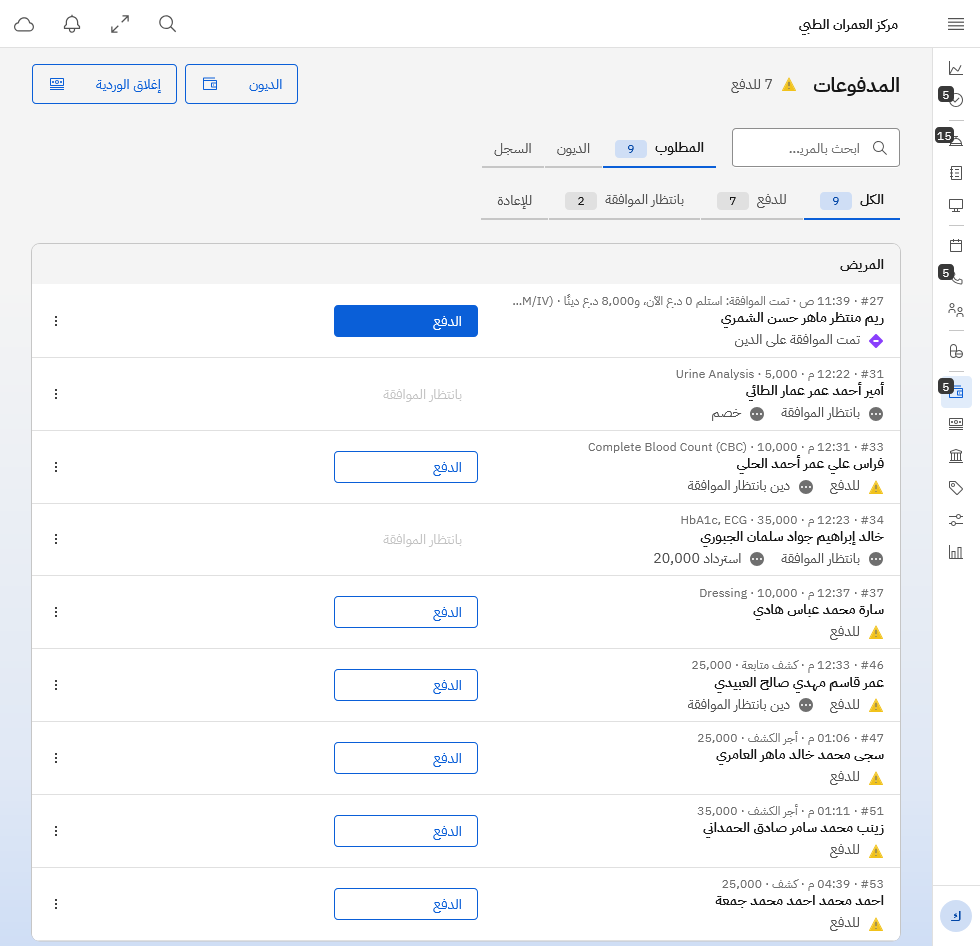 مركز العمران الطبي
المدفوعات
7 للدفع
الديون
إغلاق الوردية
ابحث بالمريـ...
المطلوب 9
الديون
السجل
الكل 9
للدفع 7
بانتظار الموافقة 2
للإعادة
المريض
#27 · 11:39 ص · تمت الموافقة: استلم 0 د.ع الآن، و8,000 د.ع دينًا · (M/IV...
ريم منتظر ماهر حسن الشمري
تمت الموافقة على الدين
الدفع
#31 · 12:22 م · 5,000 · Urine Analysis
أمير أحمد عمر عمار الطائي
بانتظار الموافقة
خصم
بانتظار الموافقة
#33 · 12:31 م · 10,000 · Complete Blood Count (CBC)
فراس علي عمر أحمد الحلي
للدفع
دين بانتظار الموافقة
الدفع
#34 · 12:23 م · 35,000 · HbA1c, ECG
خالد إبراهيم جواد سلمان الجبوري
بانتظار الموافقة
استرداد 20,000
بانتظار الموافقة
#37 · 12:37 م · 10,000 · Dressing
سارة محمد عباس هادي
للدفع
الدفع
#46 · 12:33 م · كشف متابعة · 25,000
عمر قاسم مهدي صالح العبيدي
للدفع
دين بانتظار الموافقة
الدفع
#47 · 01:06 م · أجر الكشف · 25,000
سجى محمد خالد ماهر العامري
للدفع
الدفع
#51 · 01:11 م · أجر الكشف · 35,000
زينب محمد سامر صادق الحمداني
للدفع
الدفع
#53 · 04:39 م · كشف · 25,000
احمد محمد احمد محمد جمعة
للدفع
الدفع
5
15
5
5
ك